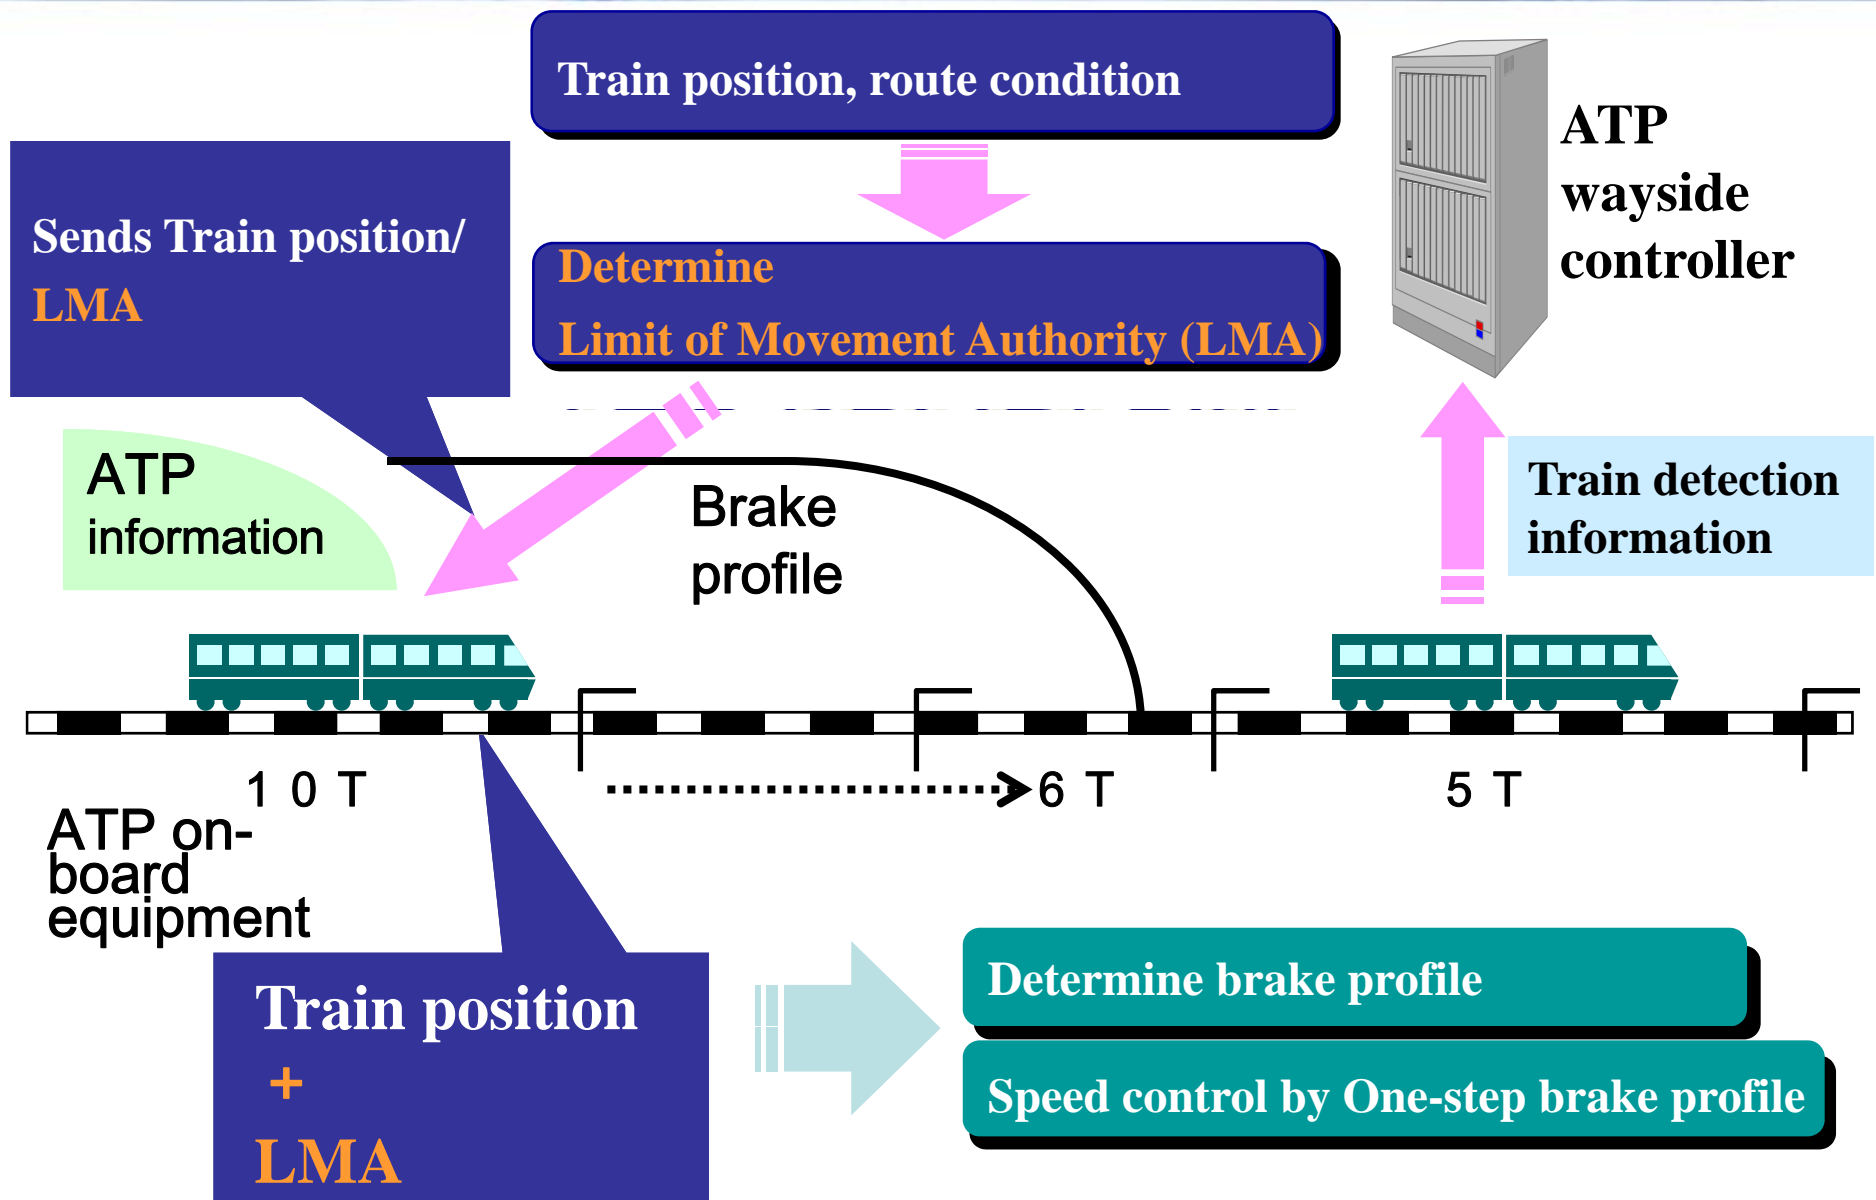 Train position, route condition
ATP
wayside
controller
Sends Train position/
LMA
Determine
Limit of Movement Authority (LMA)
ATP
information
Brake
profile
Train detection
information
1 0 T
6 T
5 T
ATP on-
board
equipment
Train position
+
LMA
Determine brake profile
Speed control by One-step brake profile